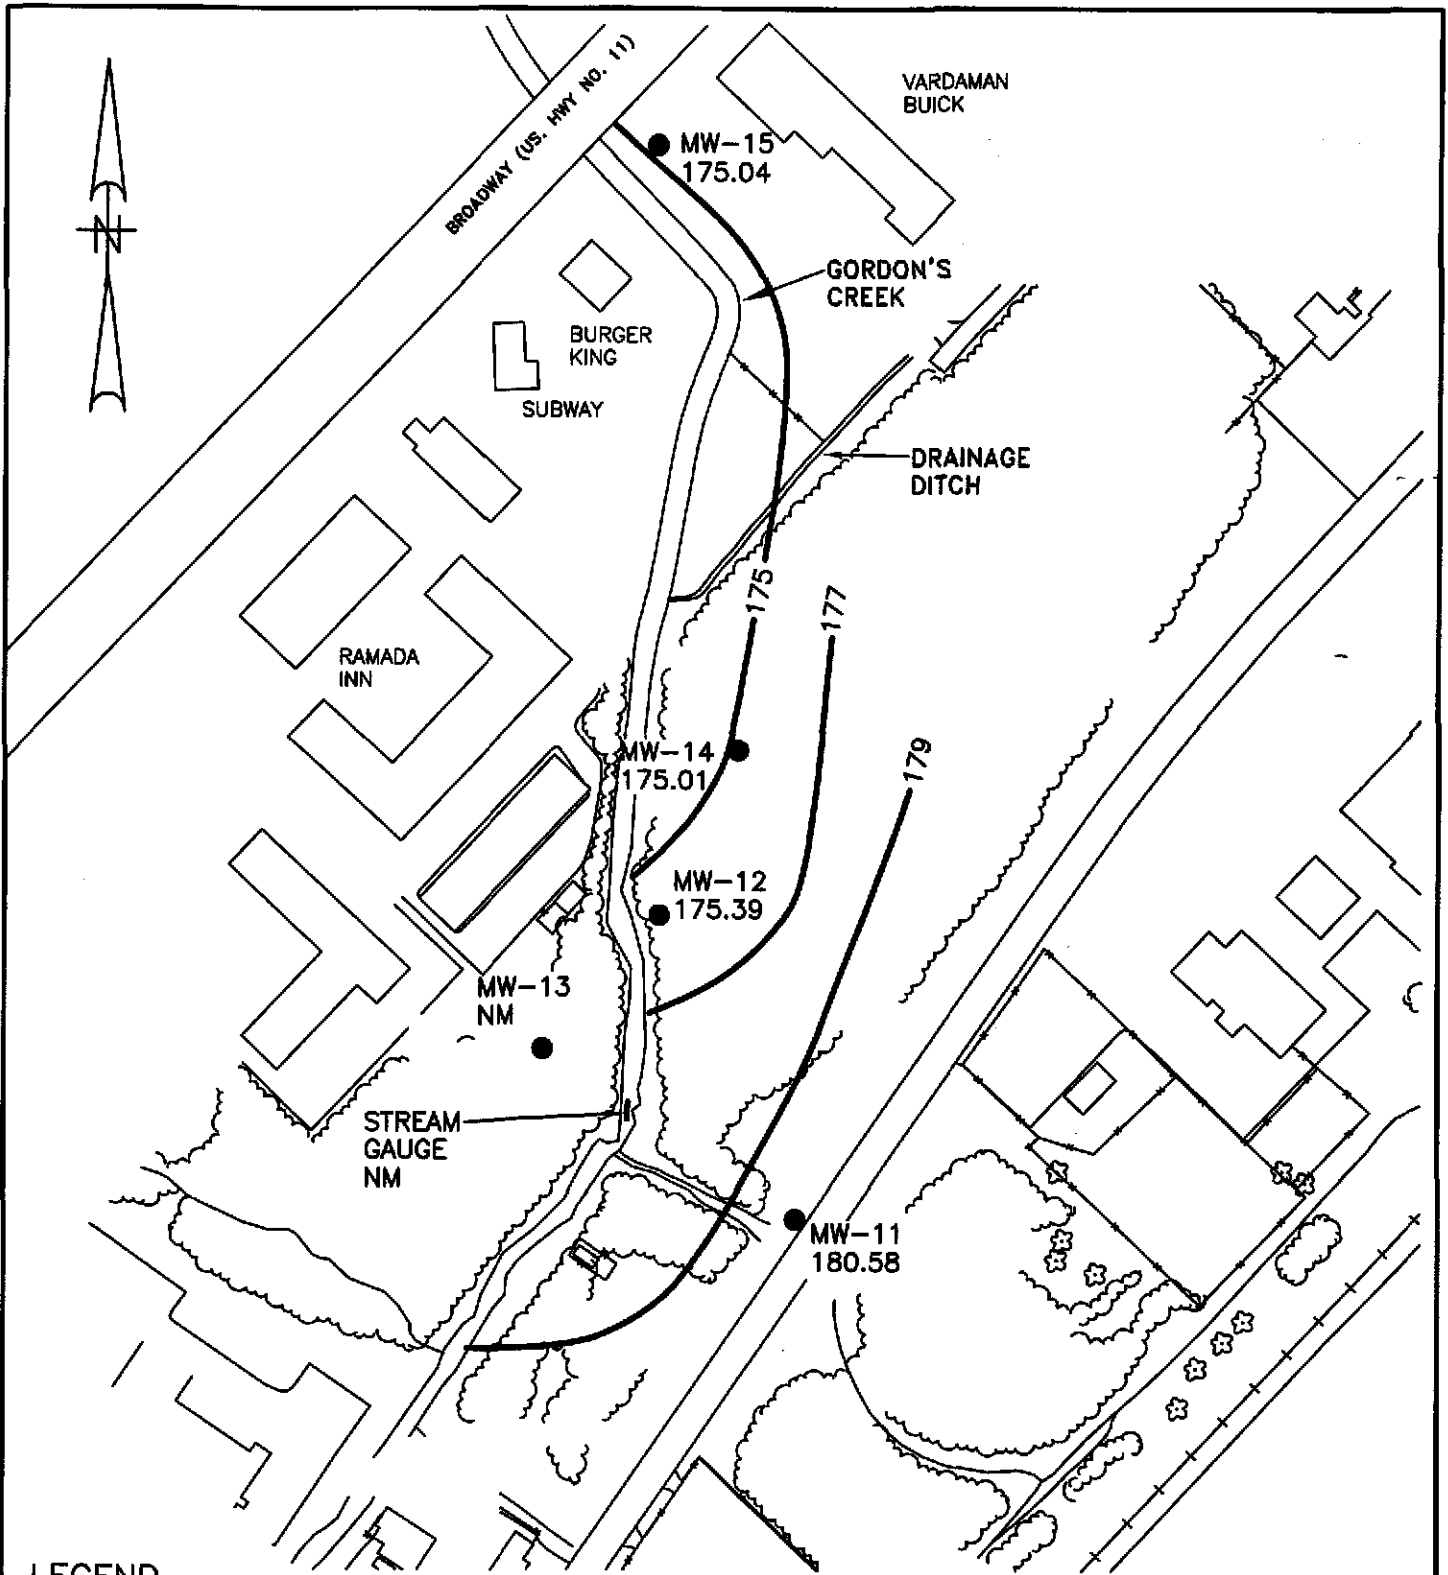 BROADWAY (US. HWY NO. 11)
VARDAMAN
BUICK
MW-15
175.04
N
GORDON'S
CREEK
BURGER
KING
SUBWAY
DRAINAGE
DITCH
175
177
RAMADA
INN
MW-14
175.01
179
MW-12
175.39
MW-13
NM
STREAM
GAUGE
NM
MW-11
180.58
LEGEND